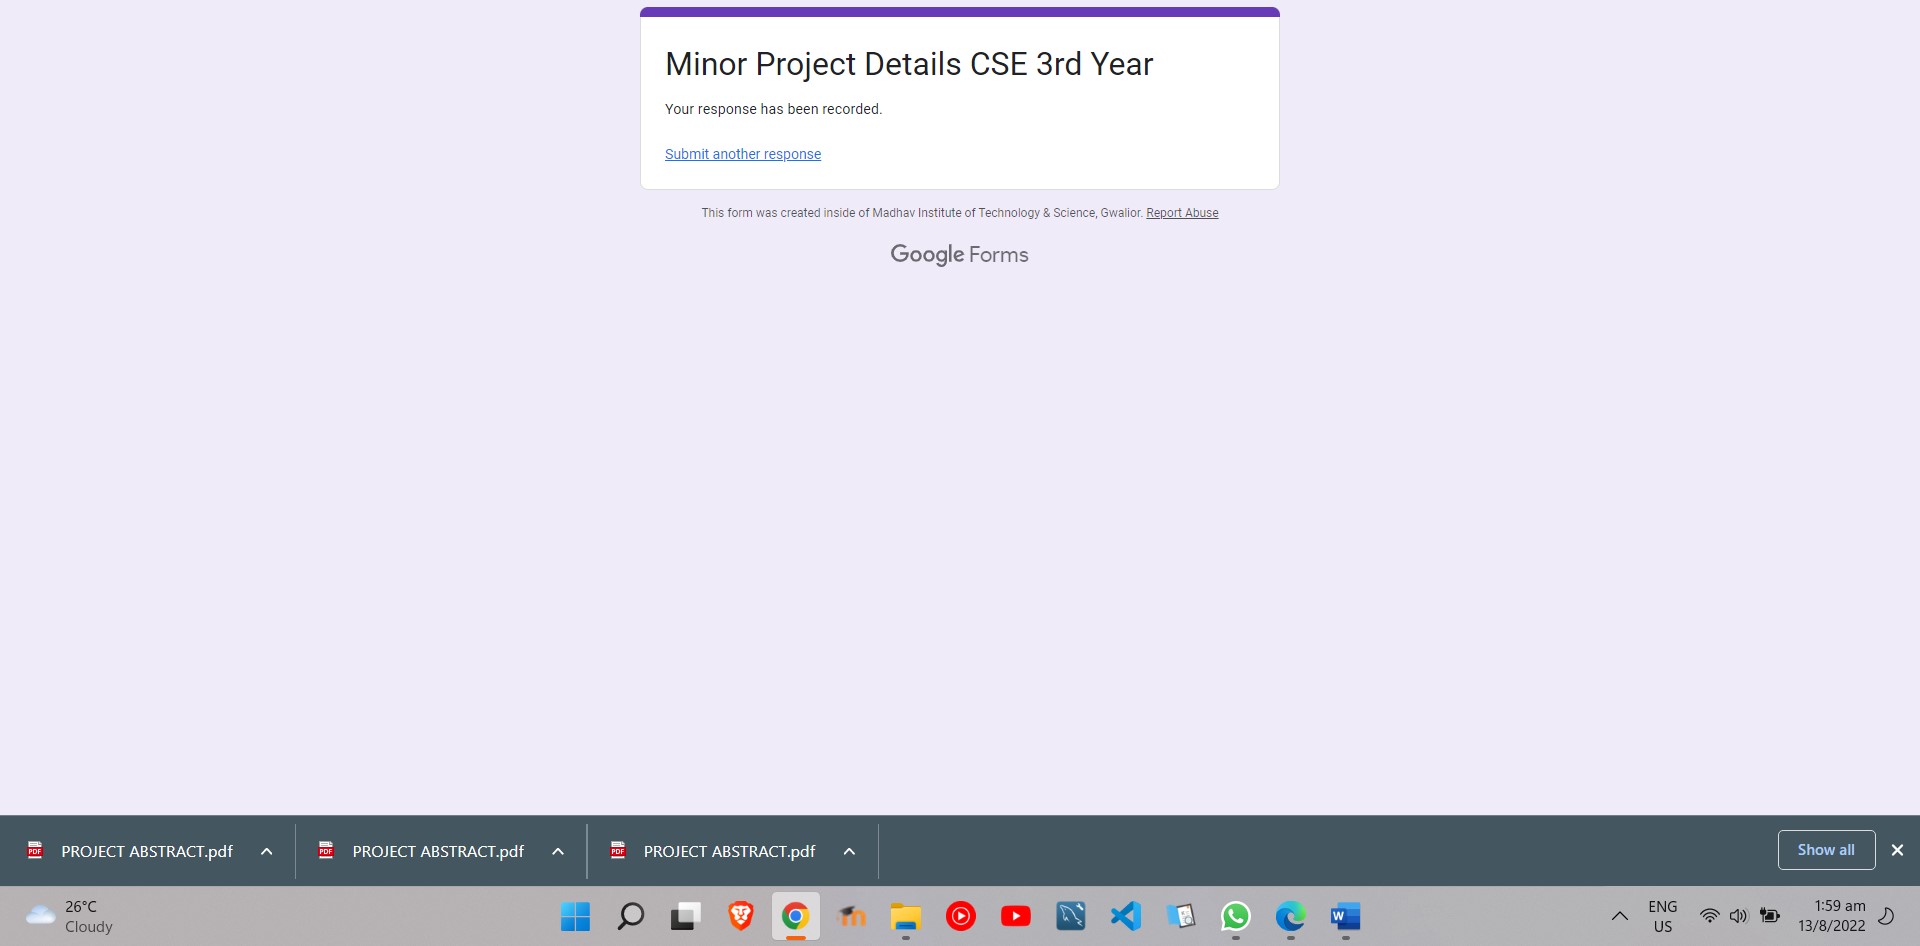 Minor Project Details CSE 3rd Year
Your response has been recorded.
Submit another response
This form was created inside of Madhav Institute of Technology & Science, Gwalior. Report Abuse
Google Forms
PDF PROJECT ABSTRACT.pdf
PDF PROJECT ABSTRACT.pdf
PDF PROJECT ABSTRACT.pdf
Show all
26°C
Cloudy
W
ENG
US
1:59 am
13/8/2022